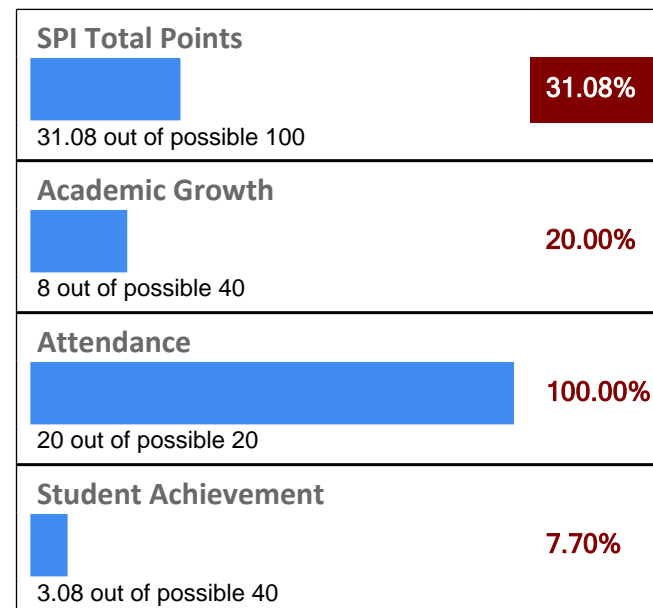 SPI Total Points
31.08%
31.08 out of possible 100
Academic Growth
20.00%
8 out of possible 40
Attendance
100.00%
20 out of possible 20
Student Achievement
7.70%
3.08 out of possible 40